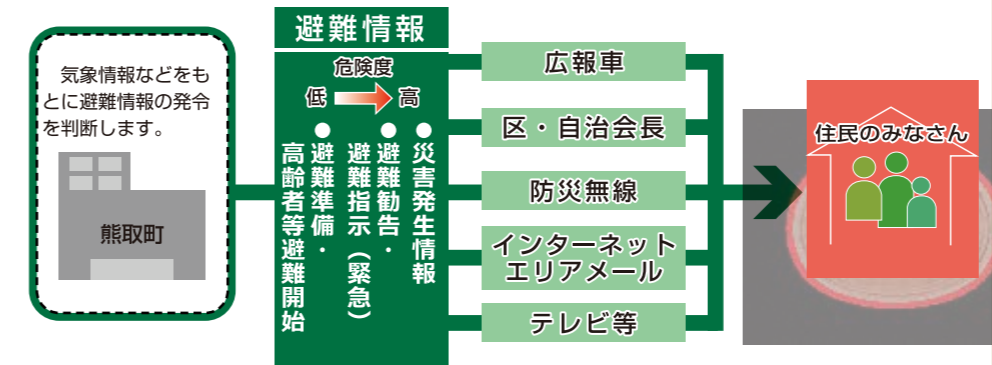 気象情報などをも
とに避難情報の発令
を判断します。
熊取町
避難情報
危険度
低 高
●避難準備・
高齢者等避難開始
●避難勧告・
避難指示（緊急）
●災害発生情報
広報車
区・自治会長
防災無線
インターネット
エリアメール
テレビ等
住民のみなさん